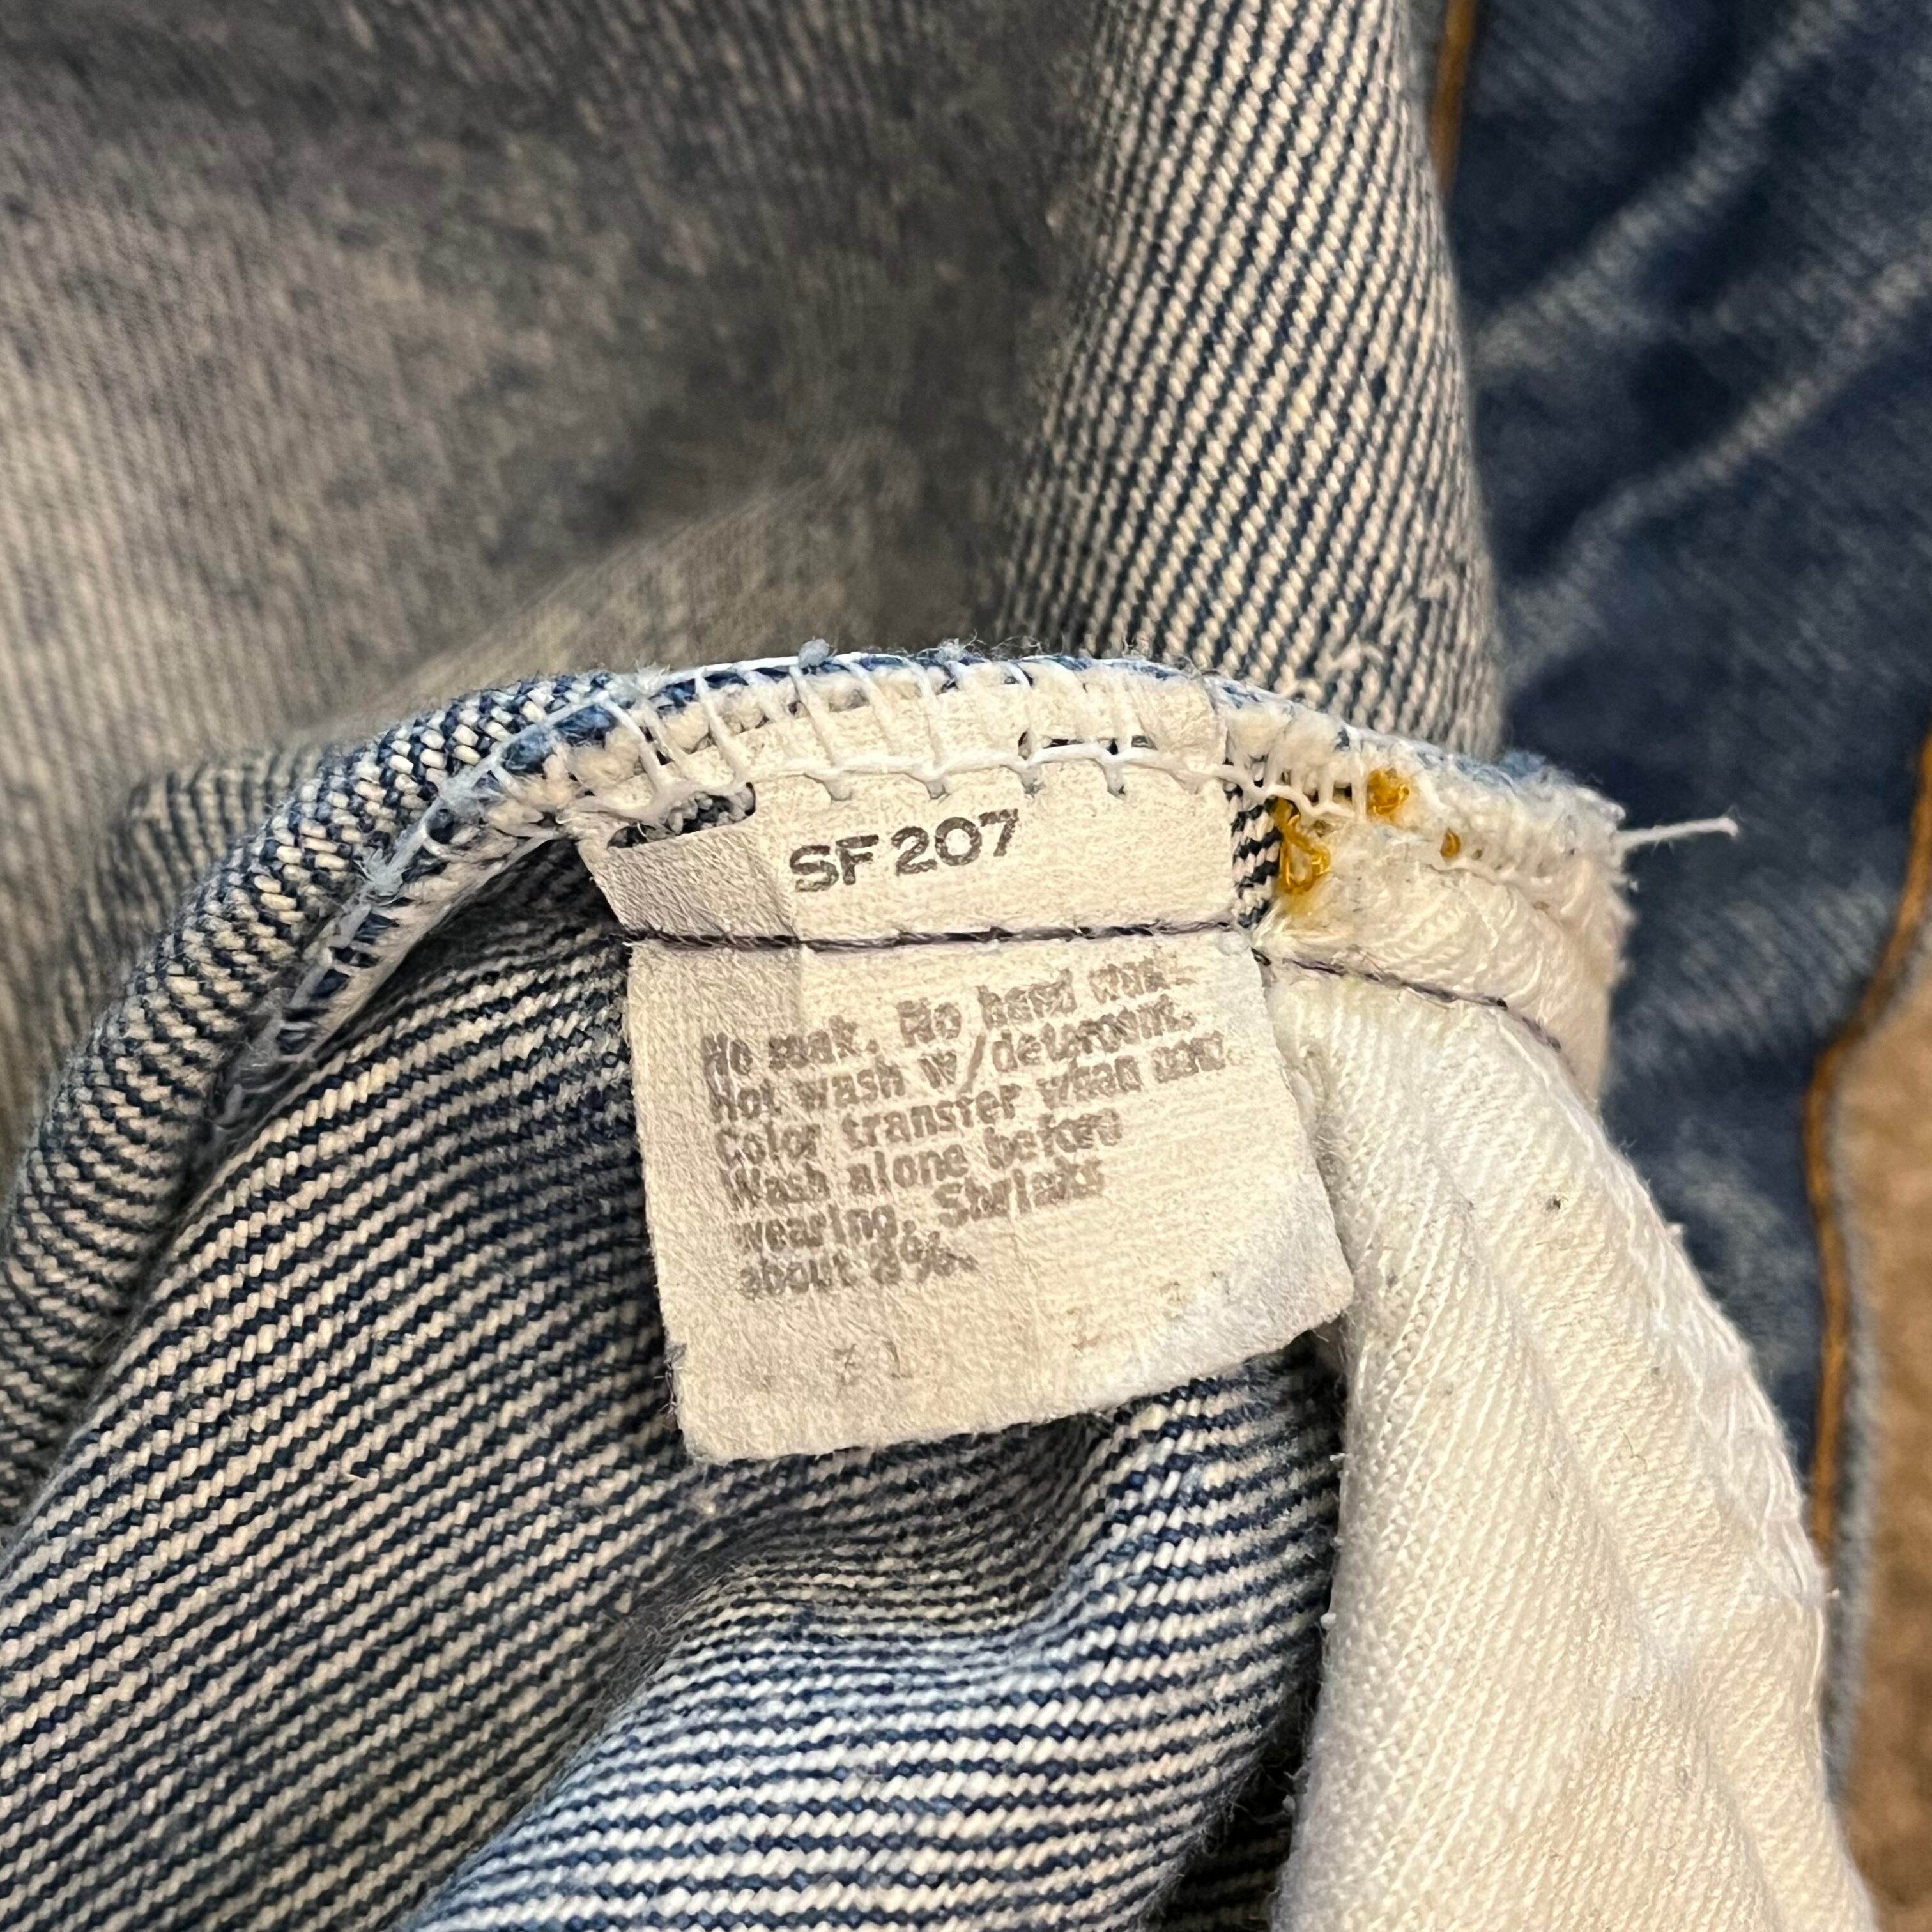 SF 207
No soak. No hand
Hot wash w/detergent.
Color transfer when new.
Wash alone before
wearing. Shrinks
about 8%.